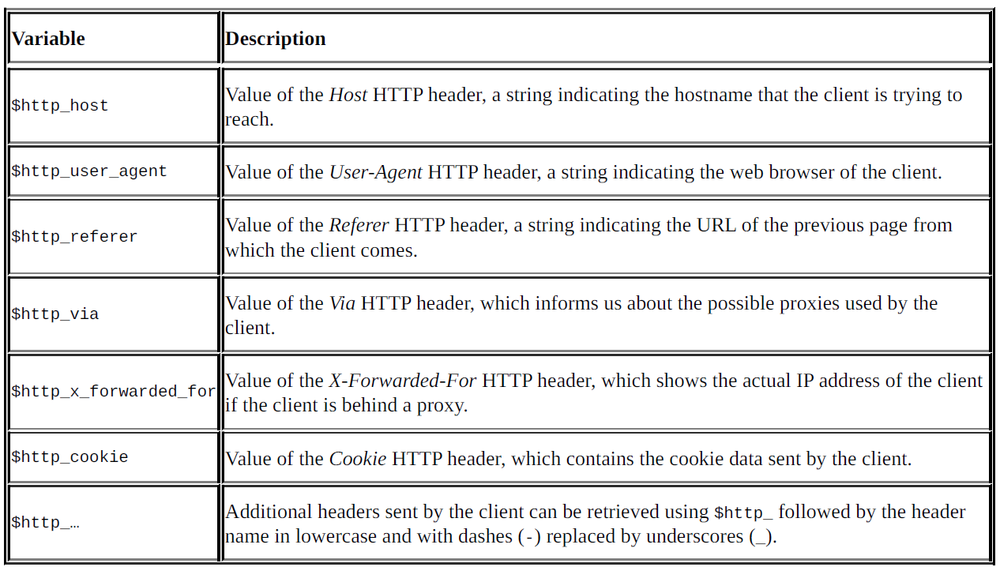 Variable Description
$http_host
Value of the Host HTTP header, a string indicating the hostname that the client is trying to
reach.
$http_user_agent
Value of the User-Agent HTTP header, a string indicating the web browser of the client.
$http_referer
Value of the Referer HTTP header, a string indicating the URL of the previous page from
which the client comes.
$http_via
Value of the Via HTTP header, which informs us about the possible proxies used by the
client.
$http_x_forwarded_for
Value of the X-Forwarded-For HTTP header, which shows the actual IP address of the client
if the client is behind a proxy.
$http_cookie
Value of the Cookie HTTP header, which contains the cookie data sent by the client.
$http_…
Additional headers sent by the client can be retrieved using $http_ followed by the header
name in lowercase and with dashes (-) replaced by underscores (_).